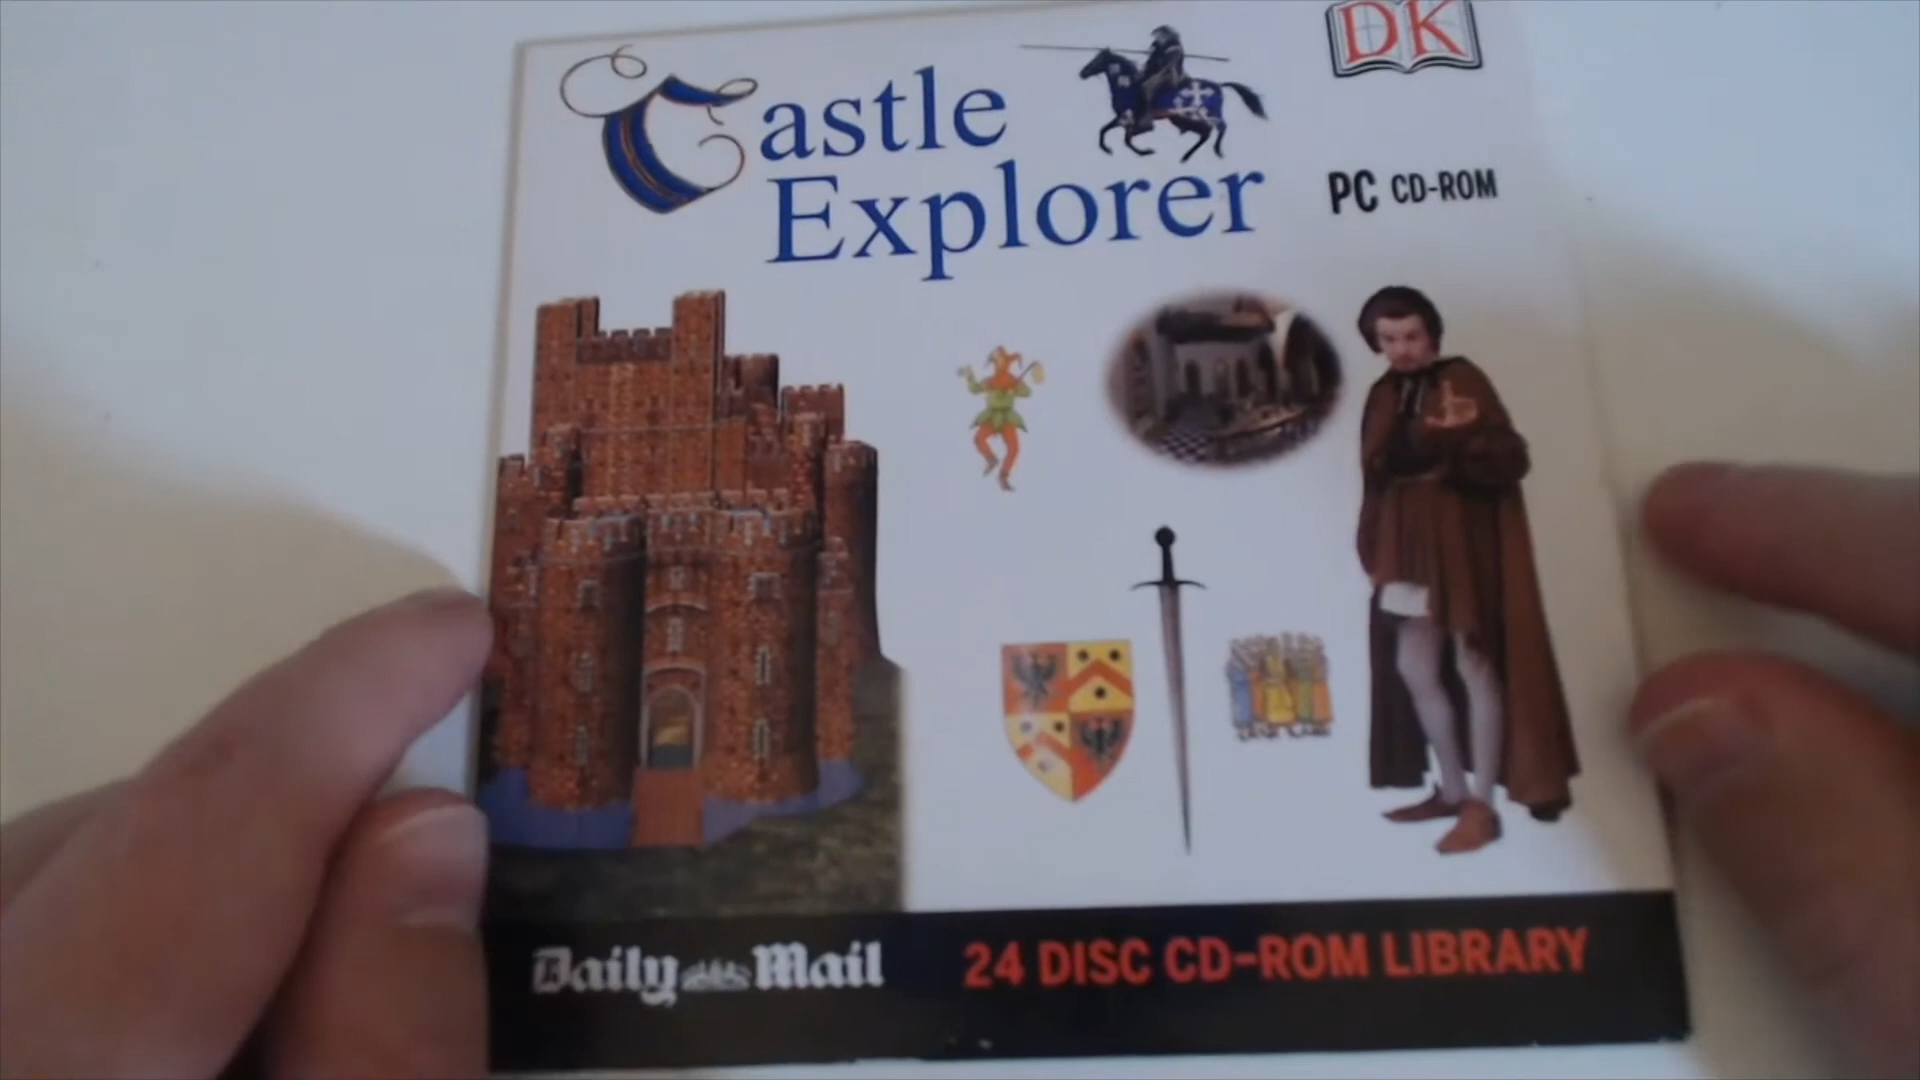 Castle
Explorer
DK
PC CD-ROM
Daily Mail
24 DISC CD-ROM LIBRARY